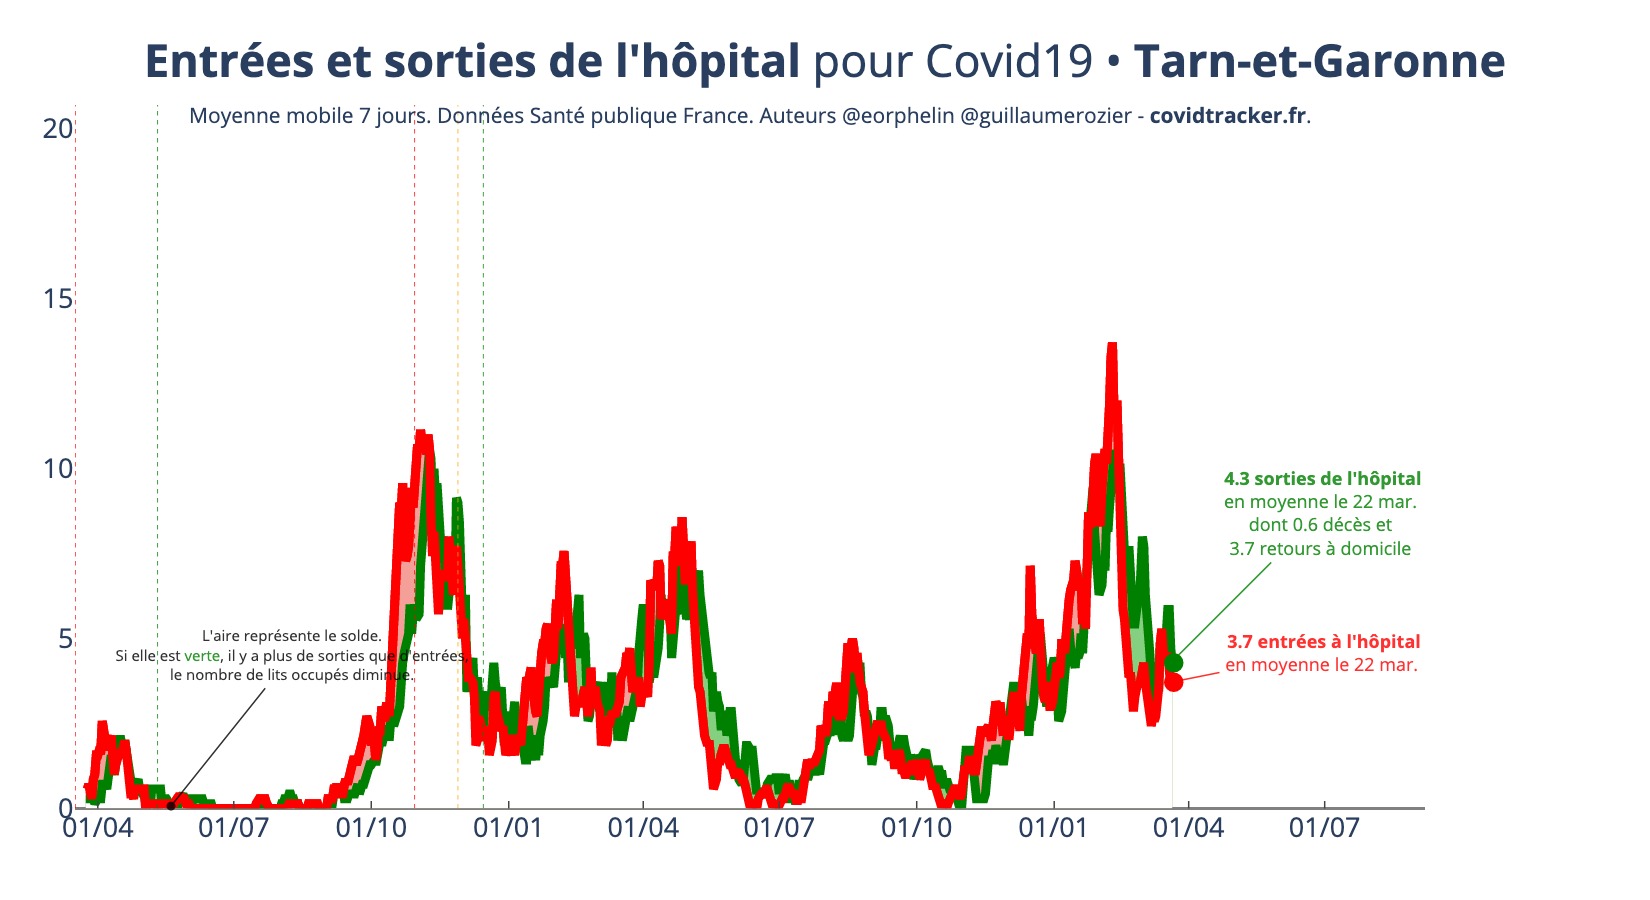 Entrées et sorties de l'hôpital pour Covid19 • Tarn-et-Garonne
Moyenne mobile 7 jours. Données Santé publique France. Auteurs @eorphelin @guillaumerozier - covidtracker.fr.
20
15
10
5
0
L'aire représente le solde.
Si elle est verte, il y a plus de sorties que d'entrées,
le nombre de lits occupés diminue.
4.3 sorties de l'hôpital
en moyenne le 22 mar.
dont 0.6 décès et
3.7 retours à domicile
3.7 entrées à l'hôpital
en moyenne le 22 mar.
01/04 01/07 01/10 01/01 01/04 01/07 01/10 01/01 01/04 01/07